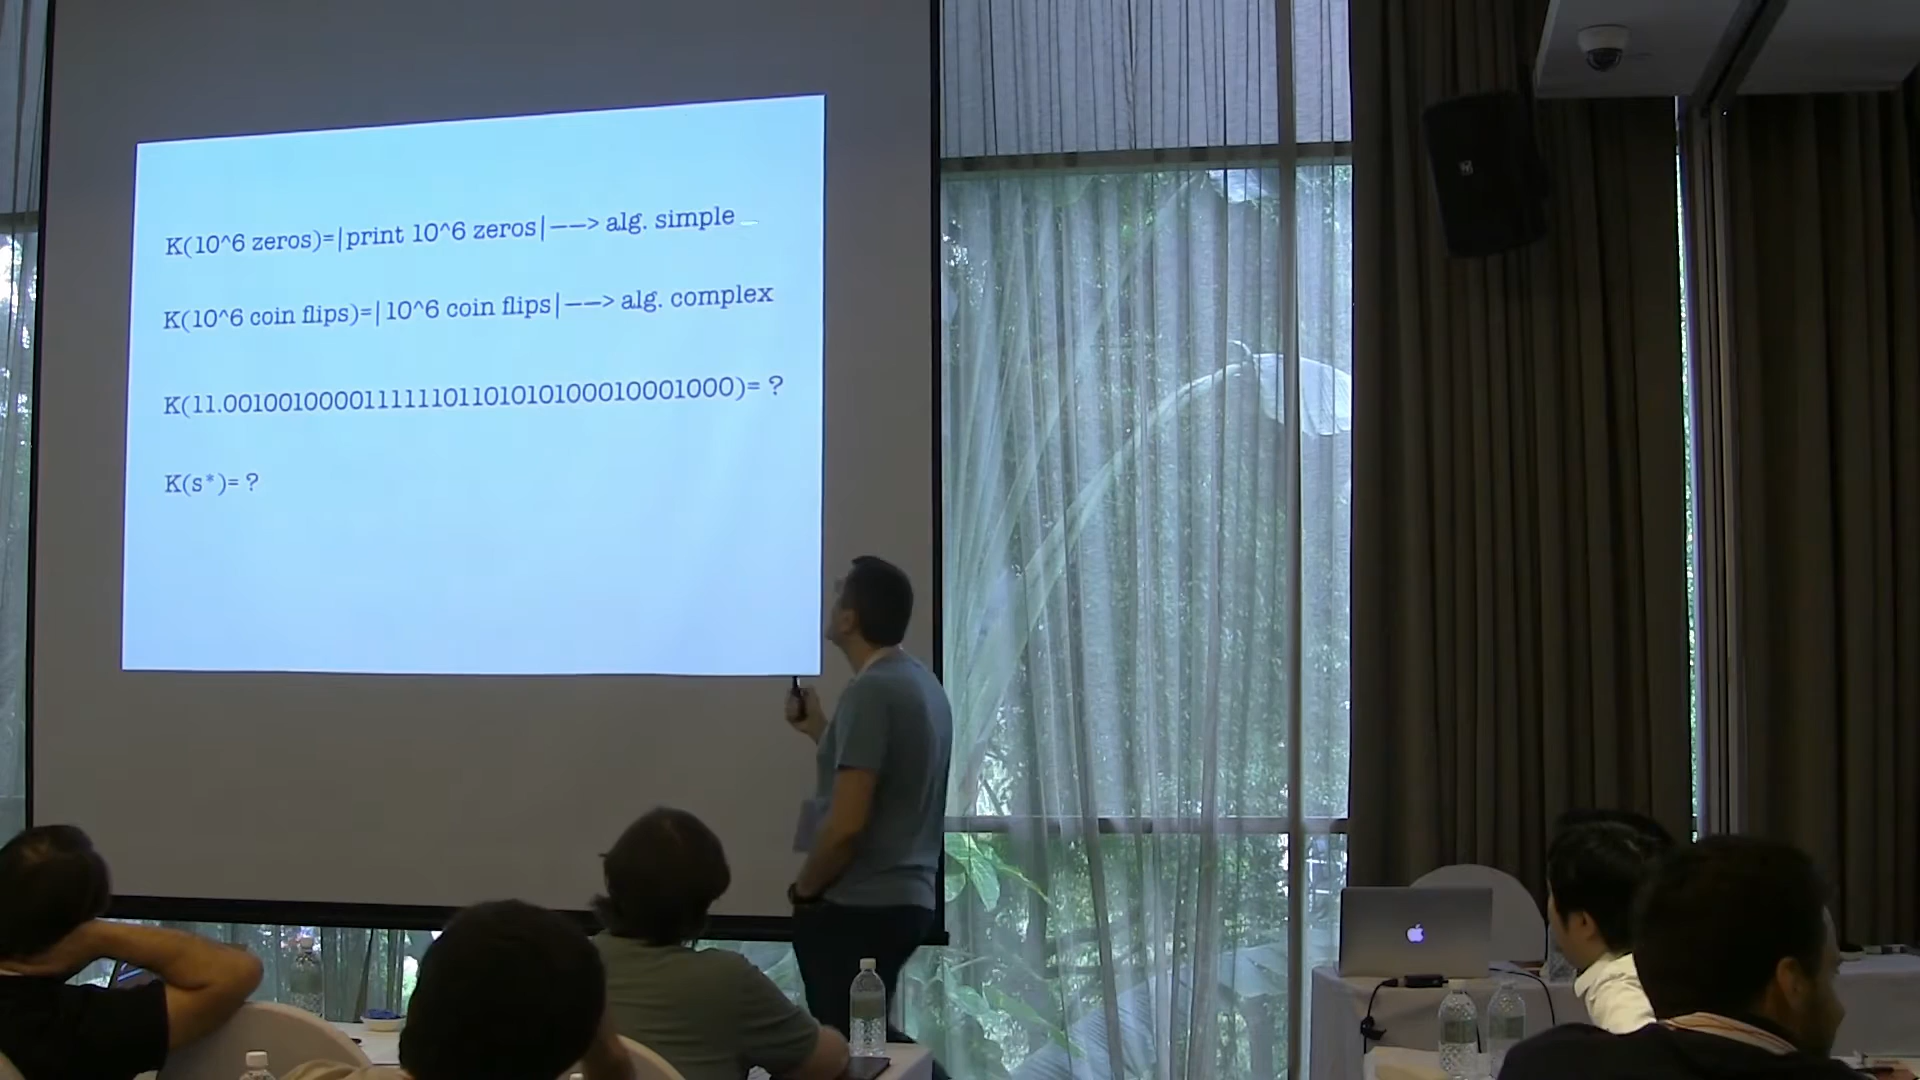 K(10^6 zeros)=|print 10^6 zeros|––> alg. simple
K(10^6 coin flips)=|10^6 coin flips|––> alg. complex
K(11.001001000011111101101010100010001000)= ?
K(s*)= ?